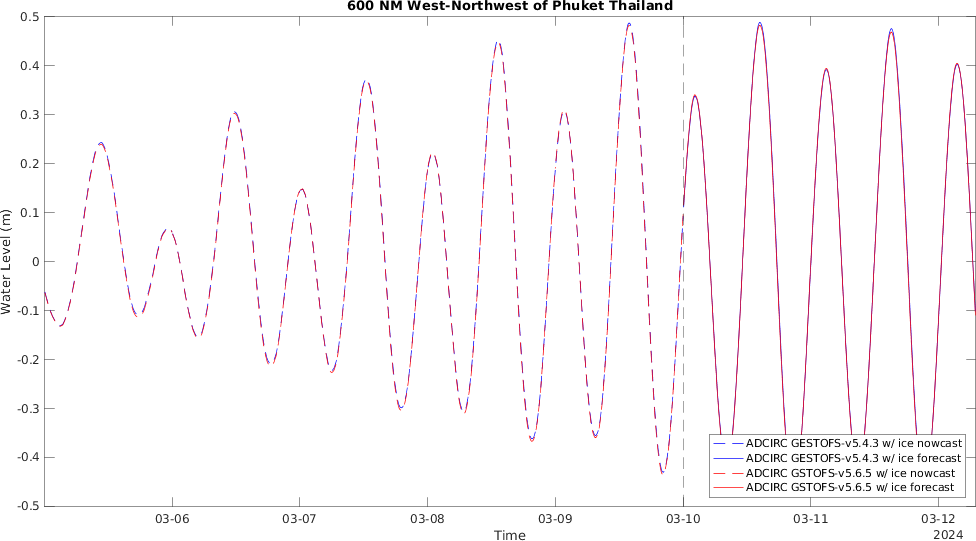 600 NM West-Northwest of Phuket Thailand
0.5
0.4
0.3
0.2
0.1
0
-0.1
-0.2
-0.3
-0.4
-0.5
Water Level (m)
ADCIRC GESTOFS-v5.4.3 w/ ice nowcast
ADCIRC GESTOFS-v5.4.3 w/ ice forecast
ADCIRC GSTOFS-v5.6.5 w/ ice nowcast
ADCIRC GSTOFS-v5.6.5 w/ ice forecast
03-06 03-07 03-08 03-09 03-10 03-11 03-12
Time
2024